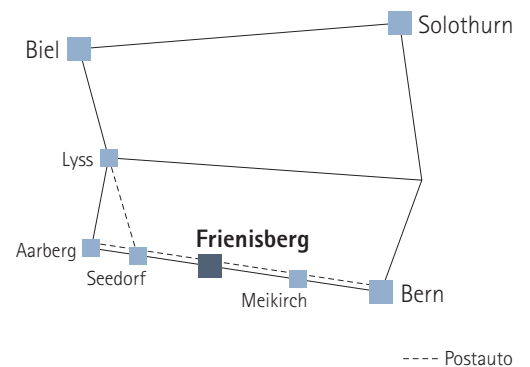 Solothurn
Biel
Lyss
Frienisberg
Aarberg
Seedorf
Meikirch
Bern
---- Postauto